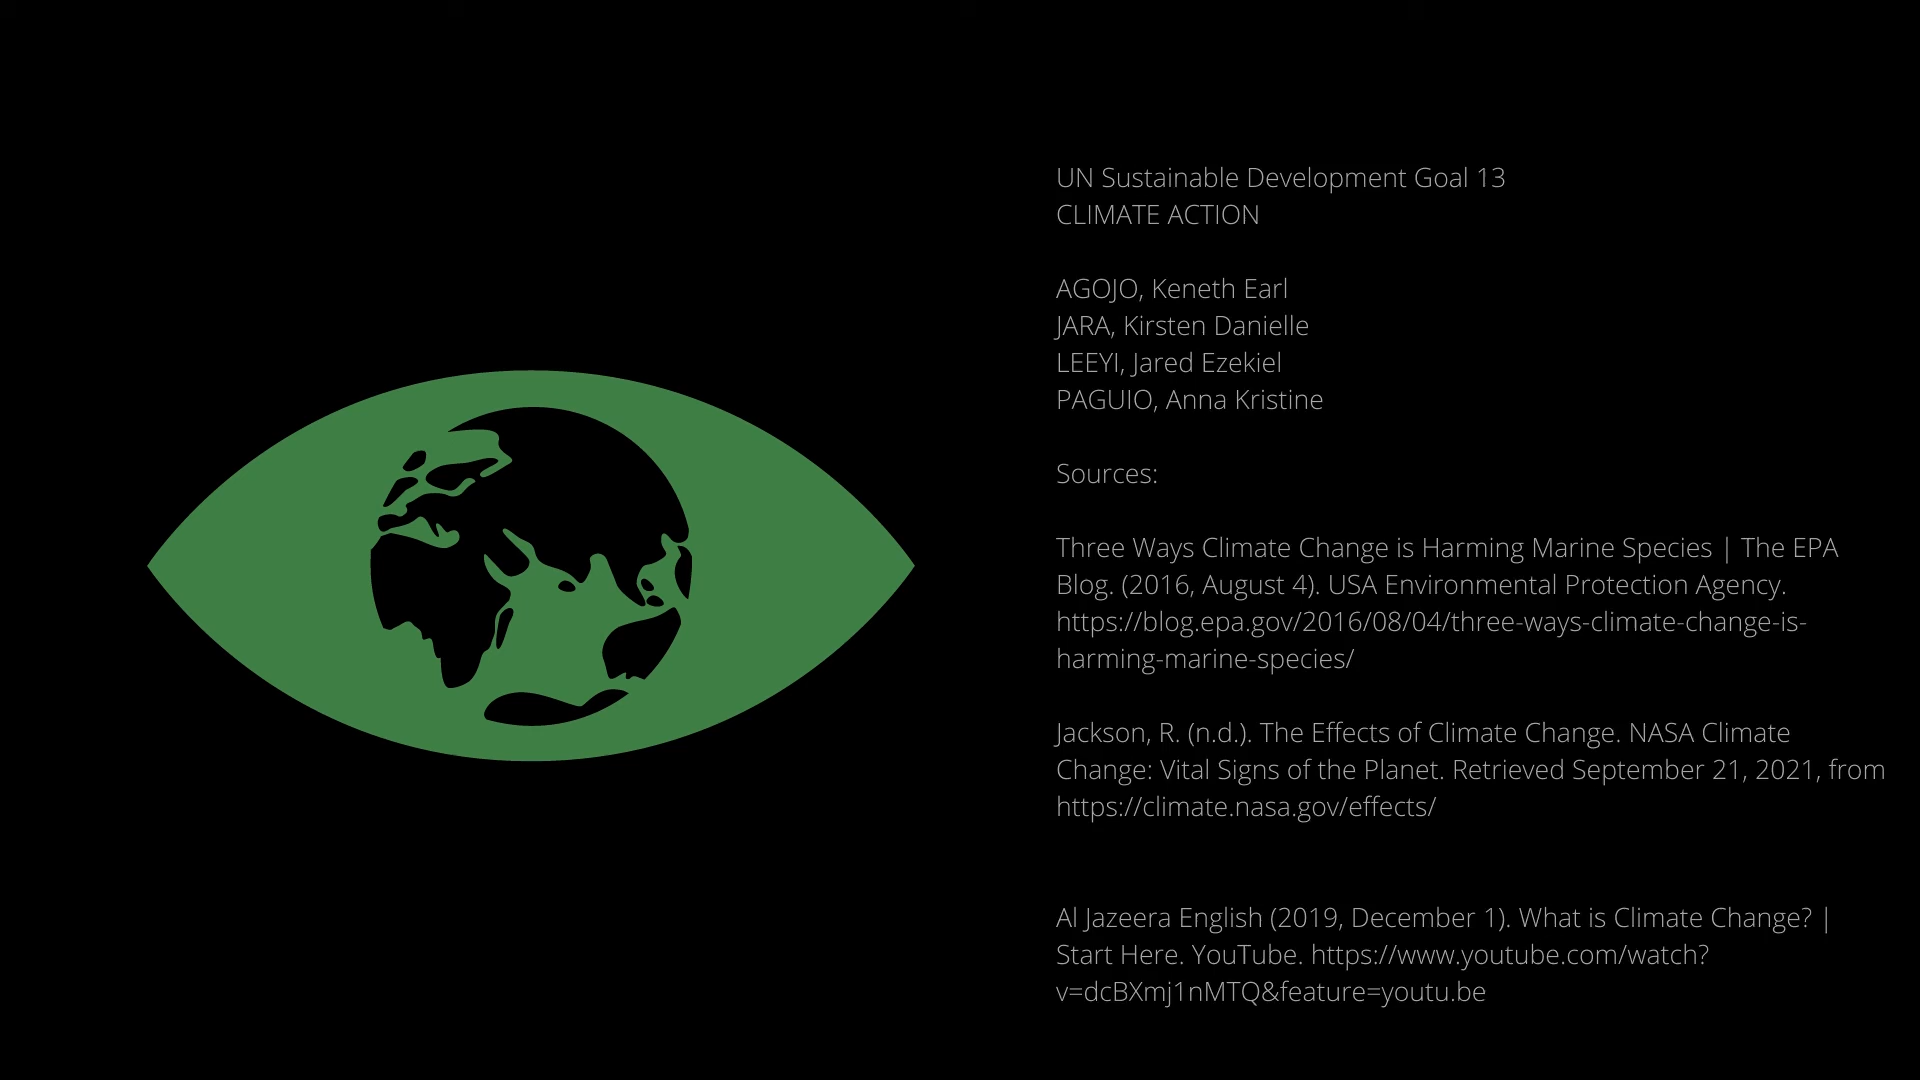 UN Sustainable Development Goal 13
CLIMATE ACTION
AGOJO, Keneth Earl
JARA, Kirsten Danielle
LEEYI, Jared Ezekiel
PAGUIO, Anna Kristine
Sources:
Three Ways Climate Change is Harming Marine Species | The EPA
Blog. (2016, August 4). USA Environmental Protection Agency.
https://blog.epa.gov/2016/08/04/three-ways-climate-change-is-
harming-marine-species/
Jackson, R. (n.d.). The Effects of Climate Change. NASA Climate
Change: Vital Signs of the Planet. Retrieved September 21, 2021, from
https://climate.nasa.gov/effects/
Al Jazeera English (2019, December 1). What is Climate Change? |
Start Here. YouTube. https://www.youtube.com/watch?
v=dcBXmj1nMTQ&feature=youtu.be